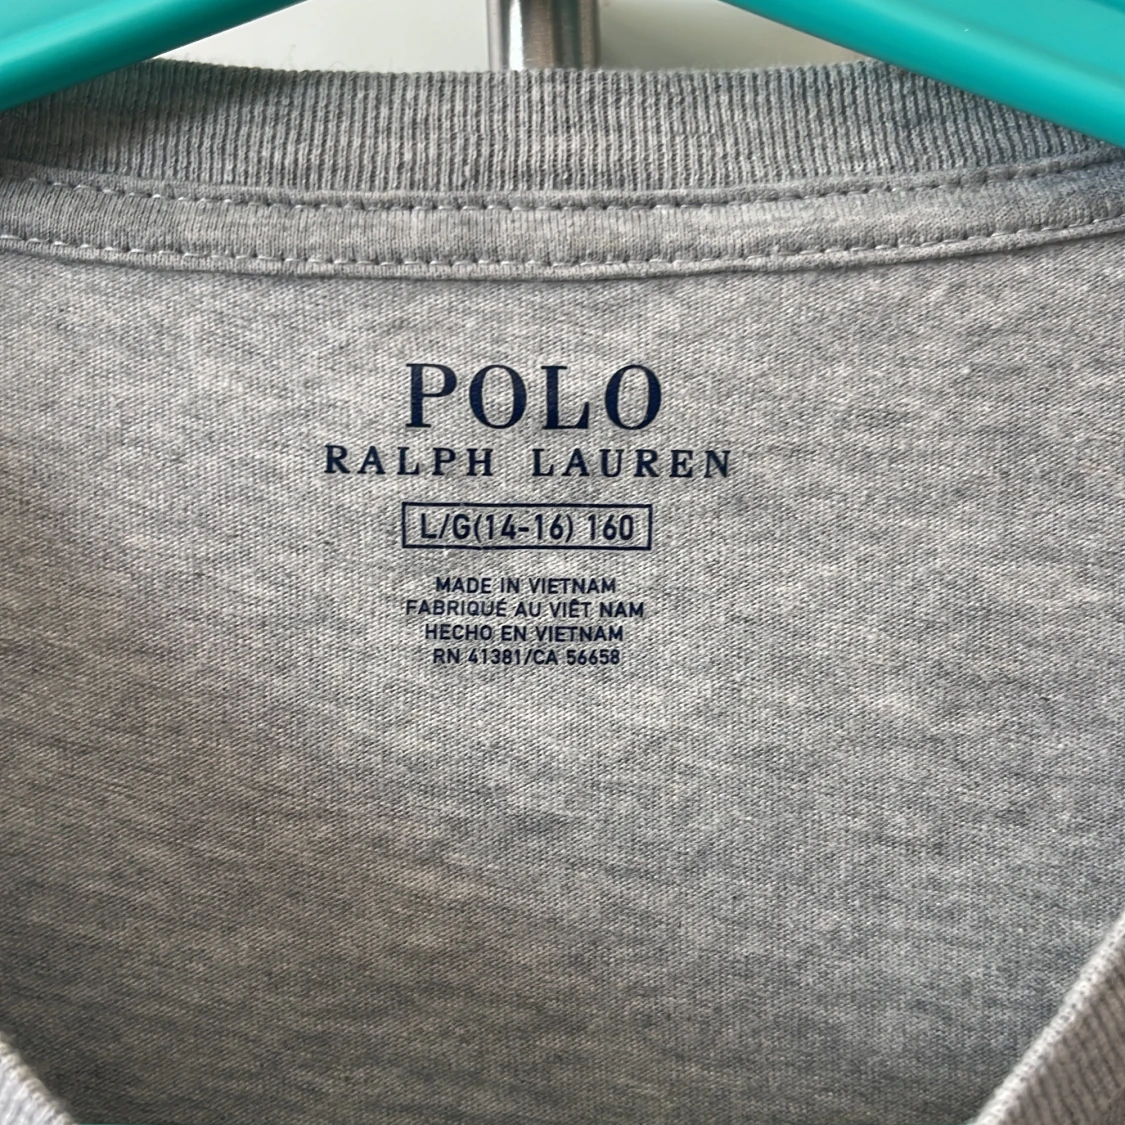 POLO
RALPH LAUREN
L/G(14-16) 160
MADE IN VIETNAM
FABRIQUÉ AU VIÊT NAM
HECHO EN VIETNAM
RN 41381/CA 56658